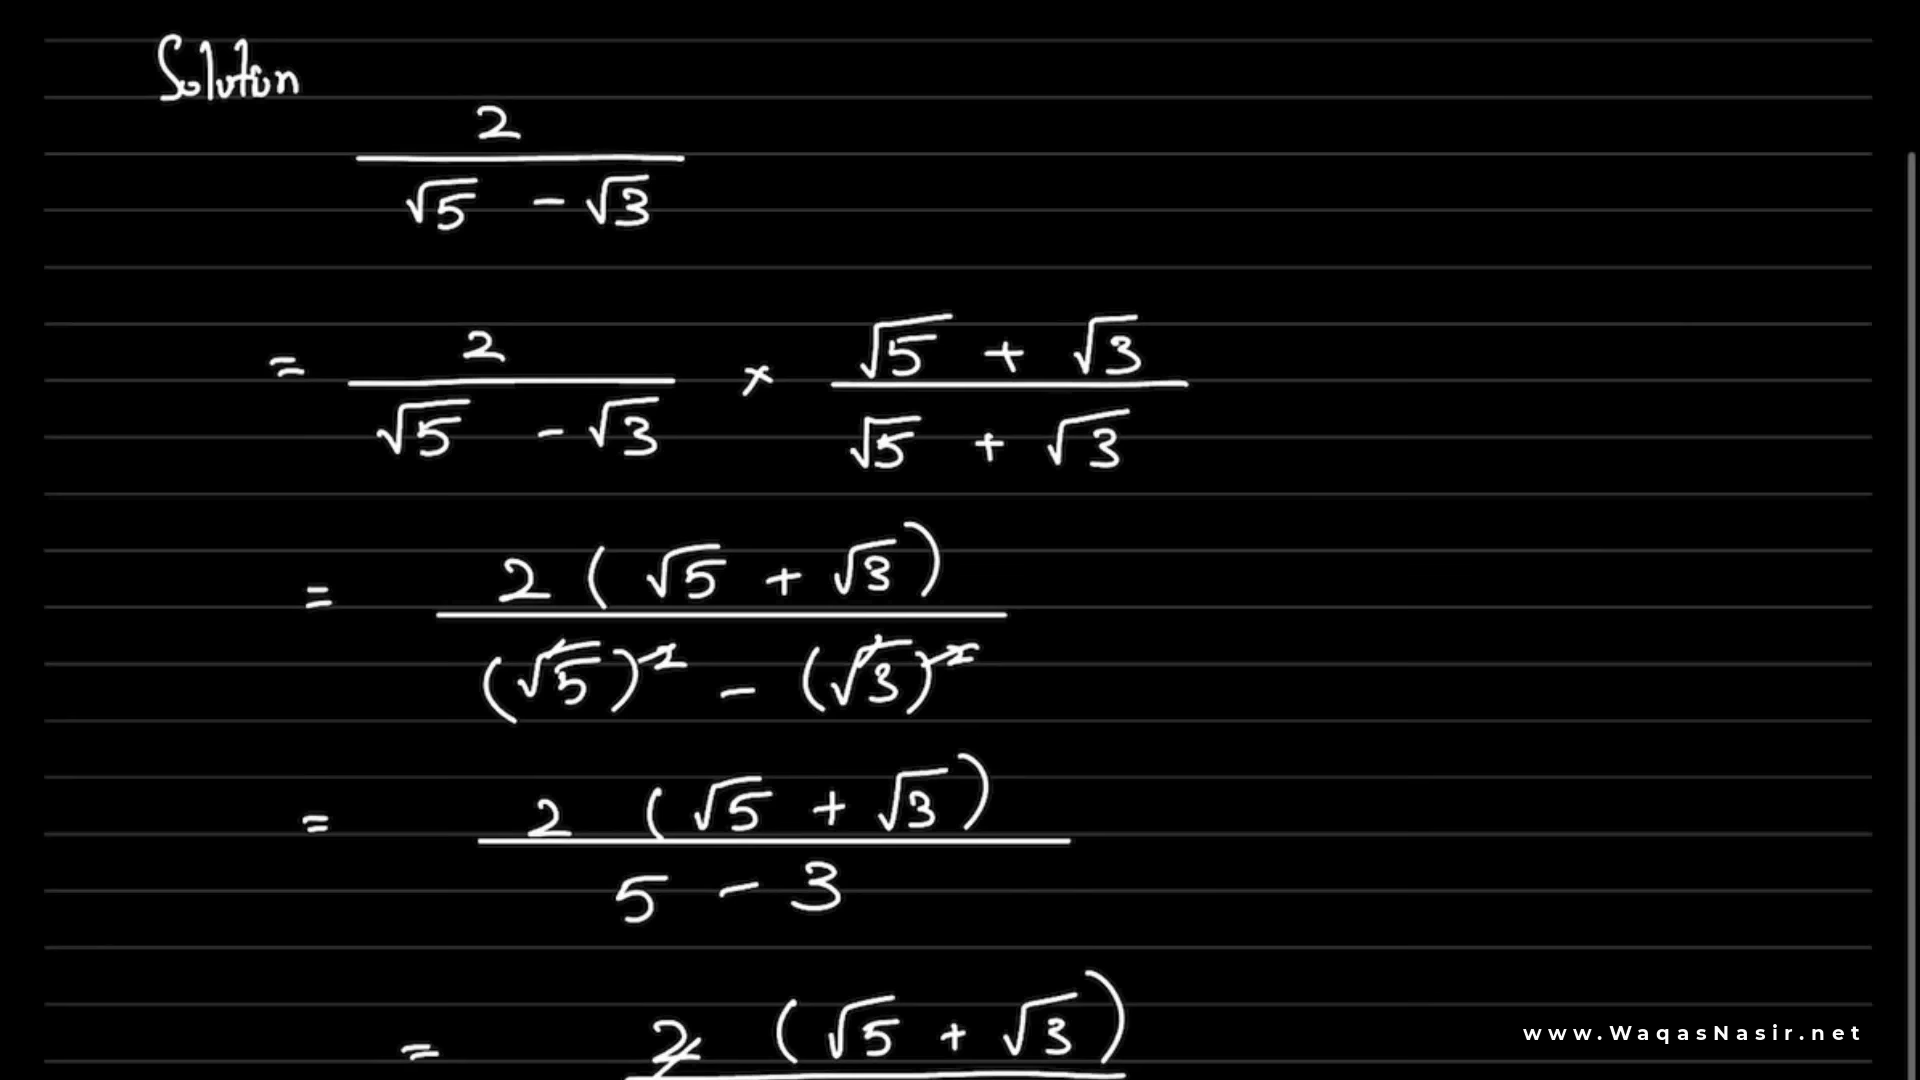 Solution
2
√5 - √3
= 2 × √5 + √3
√5 - √3 √5 + √3
= 2 ( √5 + √3 )
(√5)² - (√3)²
= 2 ( √5 + √3 )
5 - 3
= 2 ( √5 + √3 )
www.WaqasNasir.net